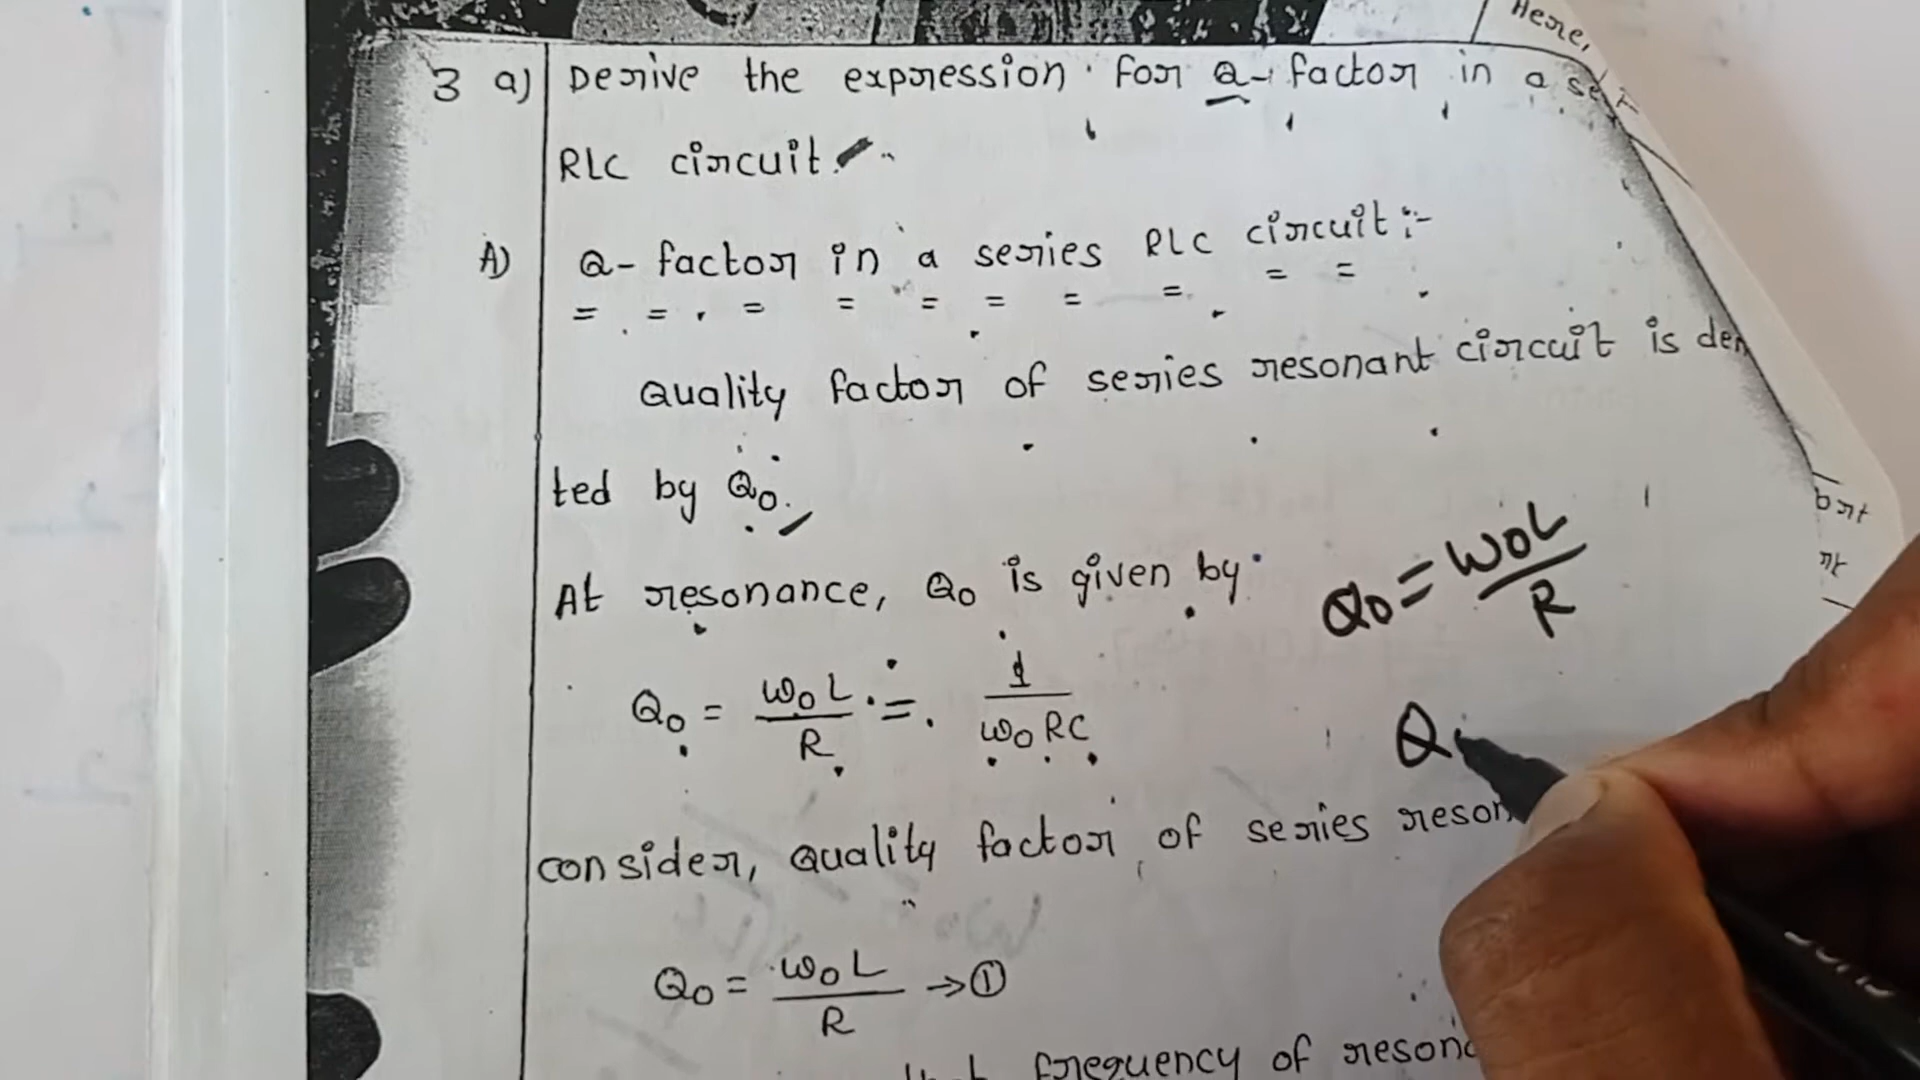 Here,
3 a) Derive the expression for Q- factor in a se
RLC circuit.
A) Q- factor in a series RLC circuit :-
Quality factor of series resonant circuit is den
ted by Q₀.
At resonance, Q₀ is given by
Q₀ = ω₀L/R
Q₀ = ω₀L/R = 1/ω₀RC
Q
consider, Quality factor of series reson
Q₀ = ω₀L/R → ①
frequency of resona